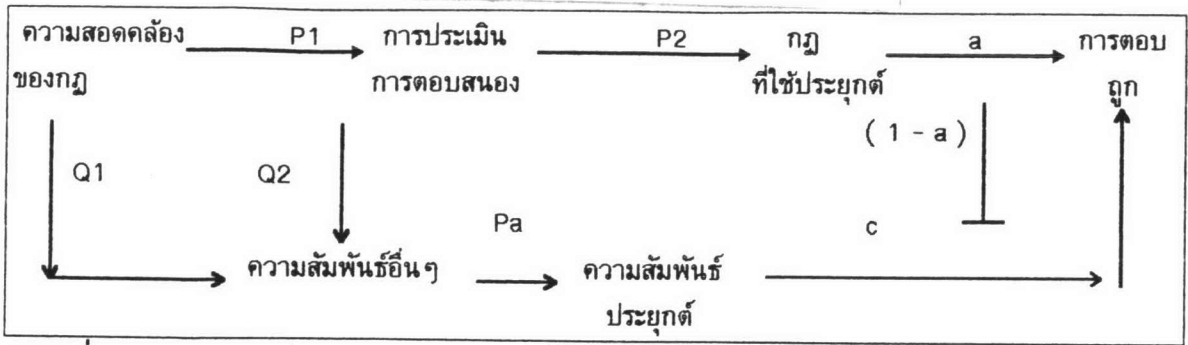 ความสอดคล้อง P1 การประเมิน P2 กฎ a การตอบ
ของกฎ การตอบสนอง ที่ใช้ประยุกต์ ถูก
( 1 - a )
Q1 Q2
Pa c
ความสัมพันธ์อื่นๆ ความสัมพันธ์
ประยุกต์